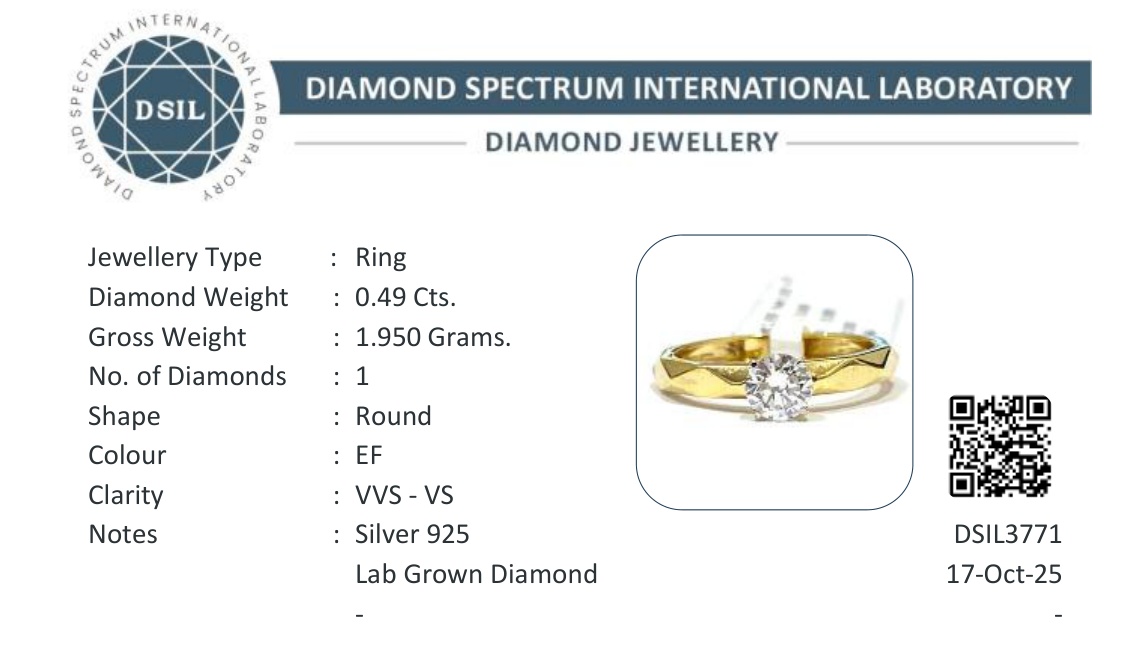 DIAMOND SPECTRUM INTERNATIONAL LABORATORY
DSIL
DIAMOND SPECTRUM INTERNATIONAL LABORATORY
DIAMOND JEWELLERY
Jewellery Type : Ring
Diamond Weight : 0.49 Cts.
Gross Weight : 1.950 Grams.
No. of Diamonds : 1
Shape : Round
Colour : EF
Clarity : VVS - VS
Notes : Silver 925
DSIL3771
Lab Grown Diamond
17-Oct-25
-
-